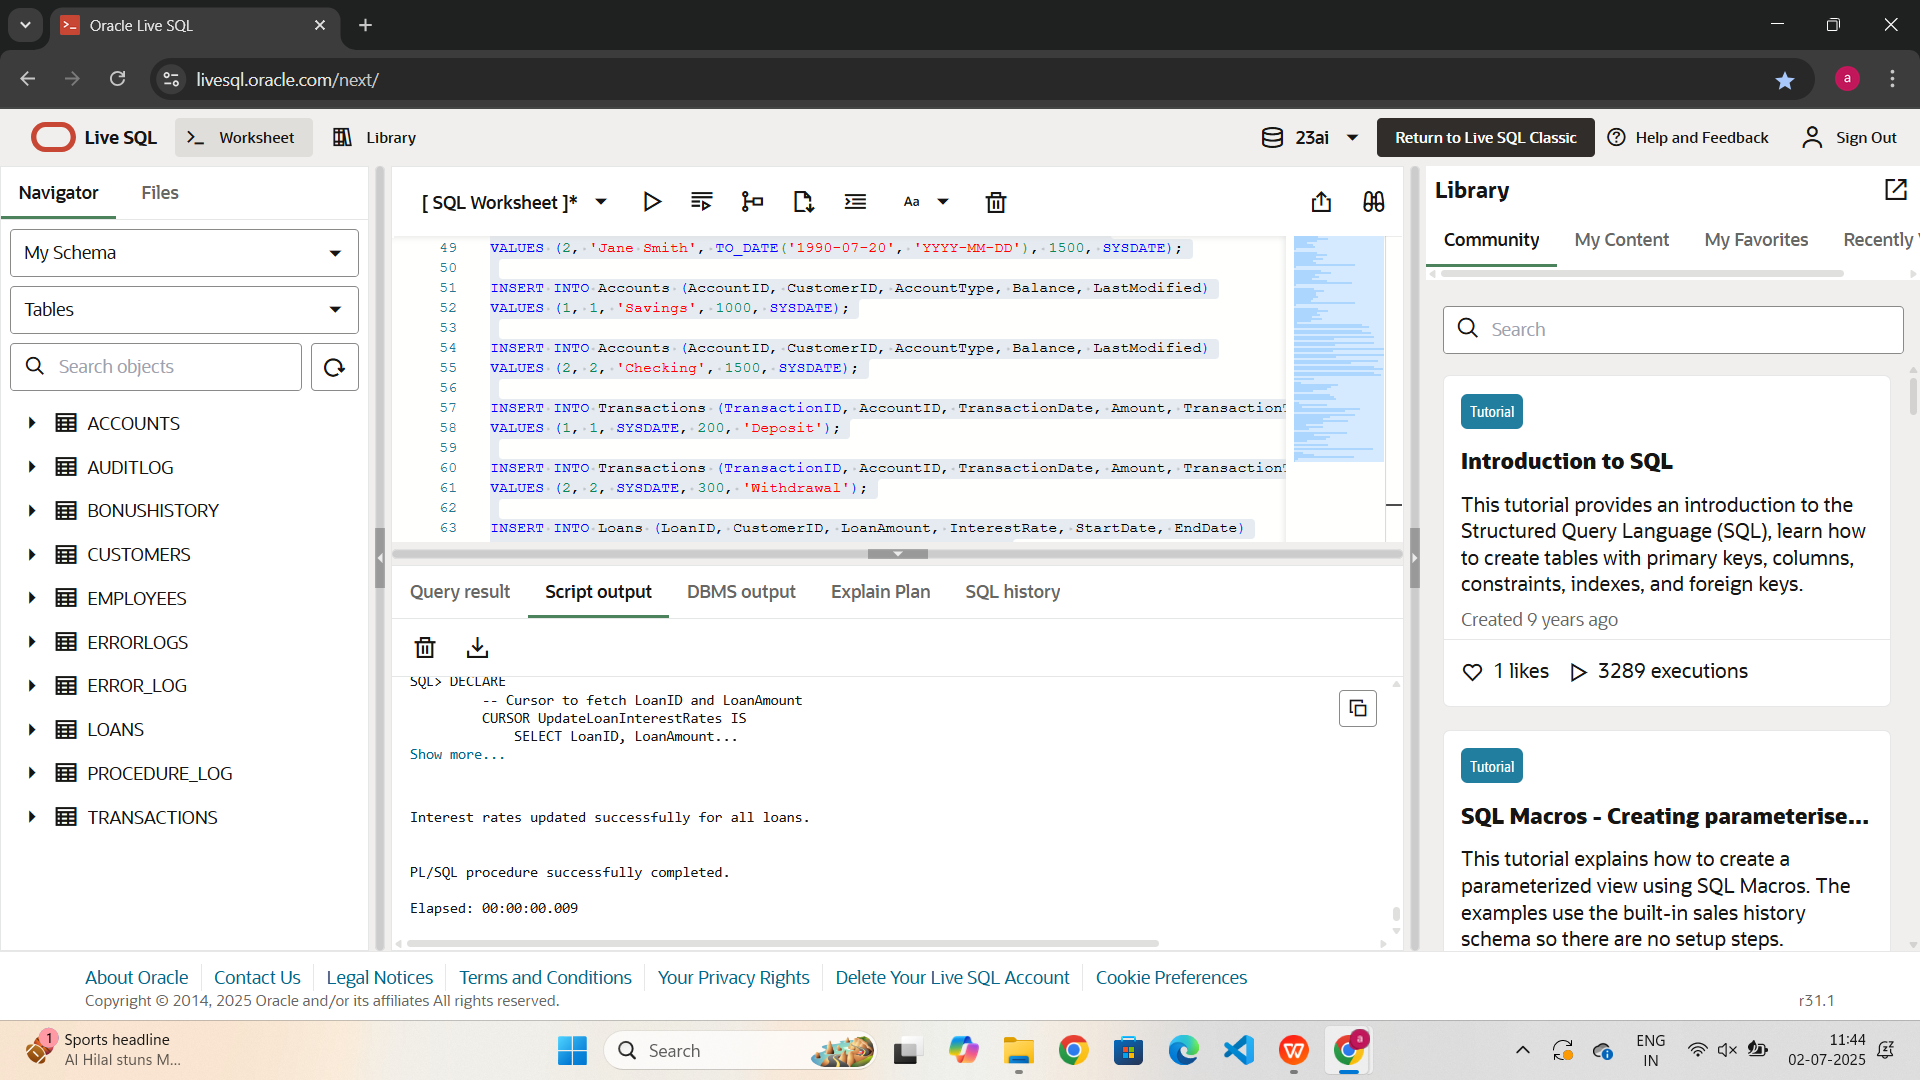 Oracle Live SQL
livesql.oracle.com/next/
a
Live SQL
Worksheet
Library
23ai
Return to Live SQL Classic
Help and Feedback
Sign Out
Navigator
Files
My Schema
Tables
Search objects
ACCOUNTS
AUDITLOG
BONUSHISTORY
CUSTOMERS
EMPLOYEES
ERRORLOGS
ERROR_LOG
LOANS
PROCEDURE_LOG
TRANSACTIONS
[ SQL Worksheet ]*
Aa
49 VALUES (2, 'Jane Smith', TO_DATE('1990-07-20', 'YYYY-MM-DD'), 1500, SYSDATE);
50
51 INSERT INTO Accounts (AccountID, CustomerID, AccountType, Balance, LastModified)
52 VALUES (1, 1, 'Savings', 1000, SYSDATE);
53
54 INSERT INTO Accounts (AccountID, CustomerID, AccountType, Balance, LastModified)
55 VALUES (2, 2, 'Checking', 1500, SYSDATE);
56
57 INSERT INTO Transactions (TransactionID, AccountID, TransactionDate, Amount, Transaction
58 VALUES (1, 1, SYSDATE, 200, 'Deposit');
59
60 INSERT INTO Transactions (TransactionID, AccountID, TransactionDate, Amount, Transaction
61 VALUES (2, 2, SYSDATE, 300, 'Withdrawal');
62
63 INSERT INTO Loans (LoanID, CustomerID, LoanAmount, InterestRate, StartDate, EndDate)
Query result
Script output
DBMS output
Explain Plan
SQL history
SQL> DECLARE
-- Cursor to fetch LoanID and LoanAmount
CURSOR UpdateLoanInterestRates IS
SELECT LoanID, LoanAmount...
Show more...
Interest rates updated successfully for all loans.
PL/SQL procedure successfully completed.
Elapsed: 00:00:00.009
Library
Community
My Content
My Favorites
Recently
Search
Tutorial
Introduction to SQL
This tutorial provides an introduction to the
Structured Query Language (SQL), learn how
to create tables with primary keys, columns,
constraints, indexes, and foreign keys.
Created 9 years ago
1 likes
3289 executions
Tutorial
SQL Macros - Creating parameterise...
This tutorial explains how to create a
parameterized view using SQL Macros. The
examples use the built-in sales history
schema so there are no setup steps.
About Oracle
Contact Us
Legal Notices
Terms and Conditions
Your Privacy Rights
Delete Your Live SQL Account
Cookie Preferences
Copyright © 2014, 2025 Oracle and/or its affiliates All rights reserved.
r31.1
1
Sports headline
Al Hilal stuns M...
Search
a
ENG
IN
11:44
02-07-2025